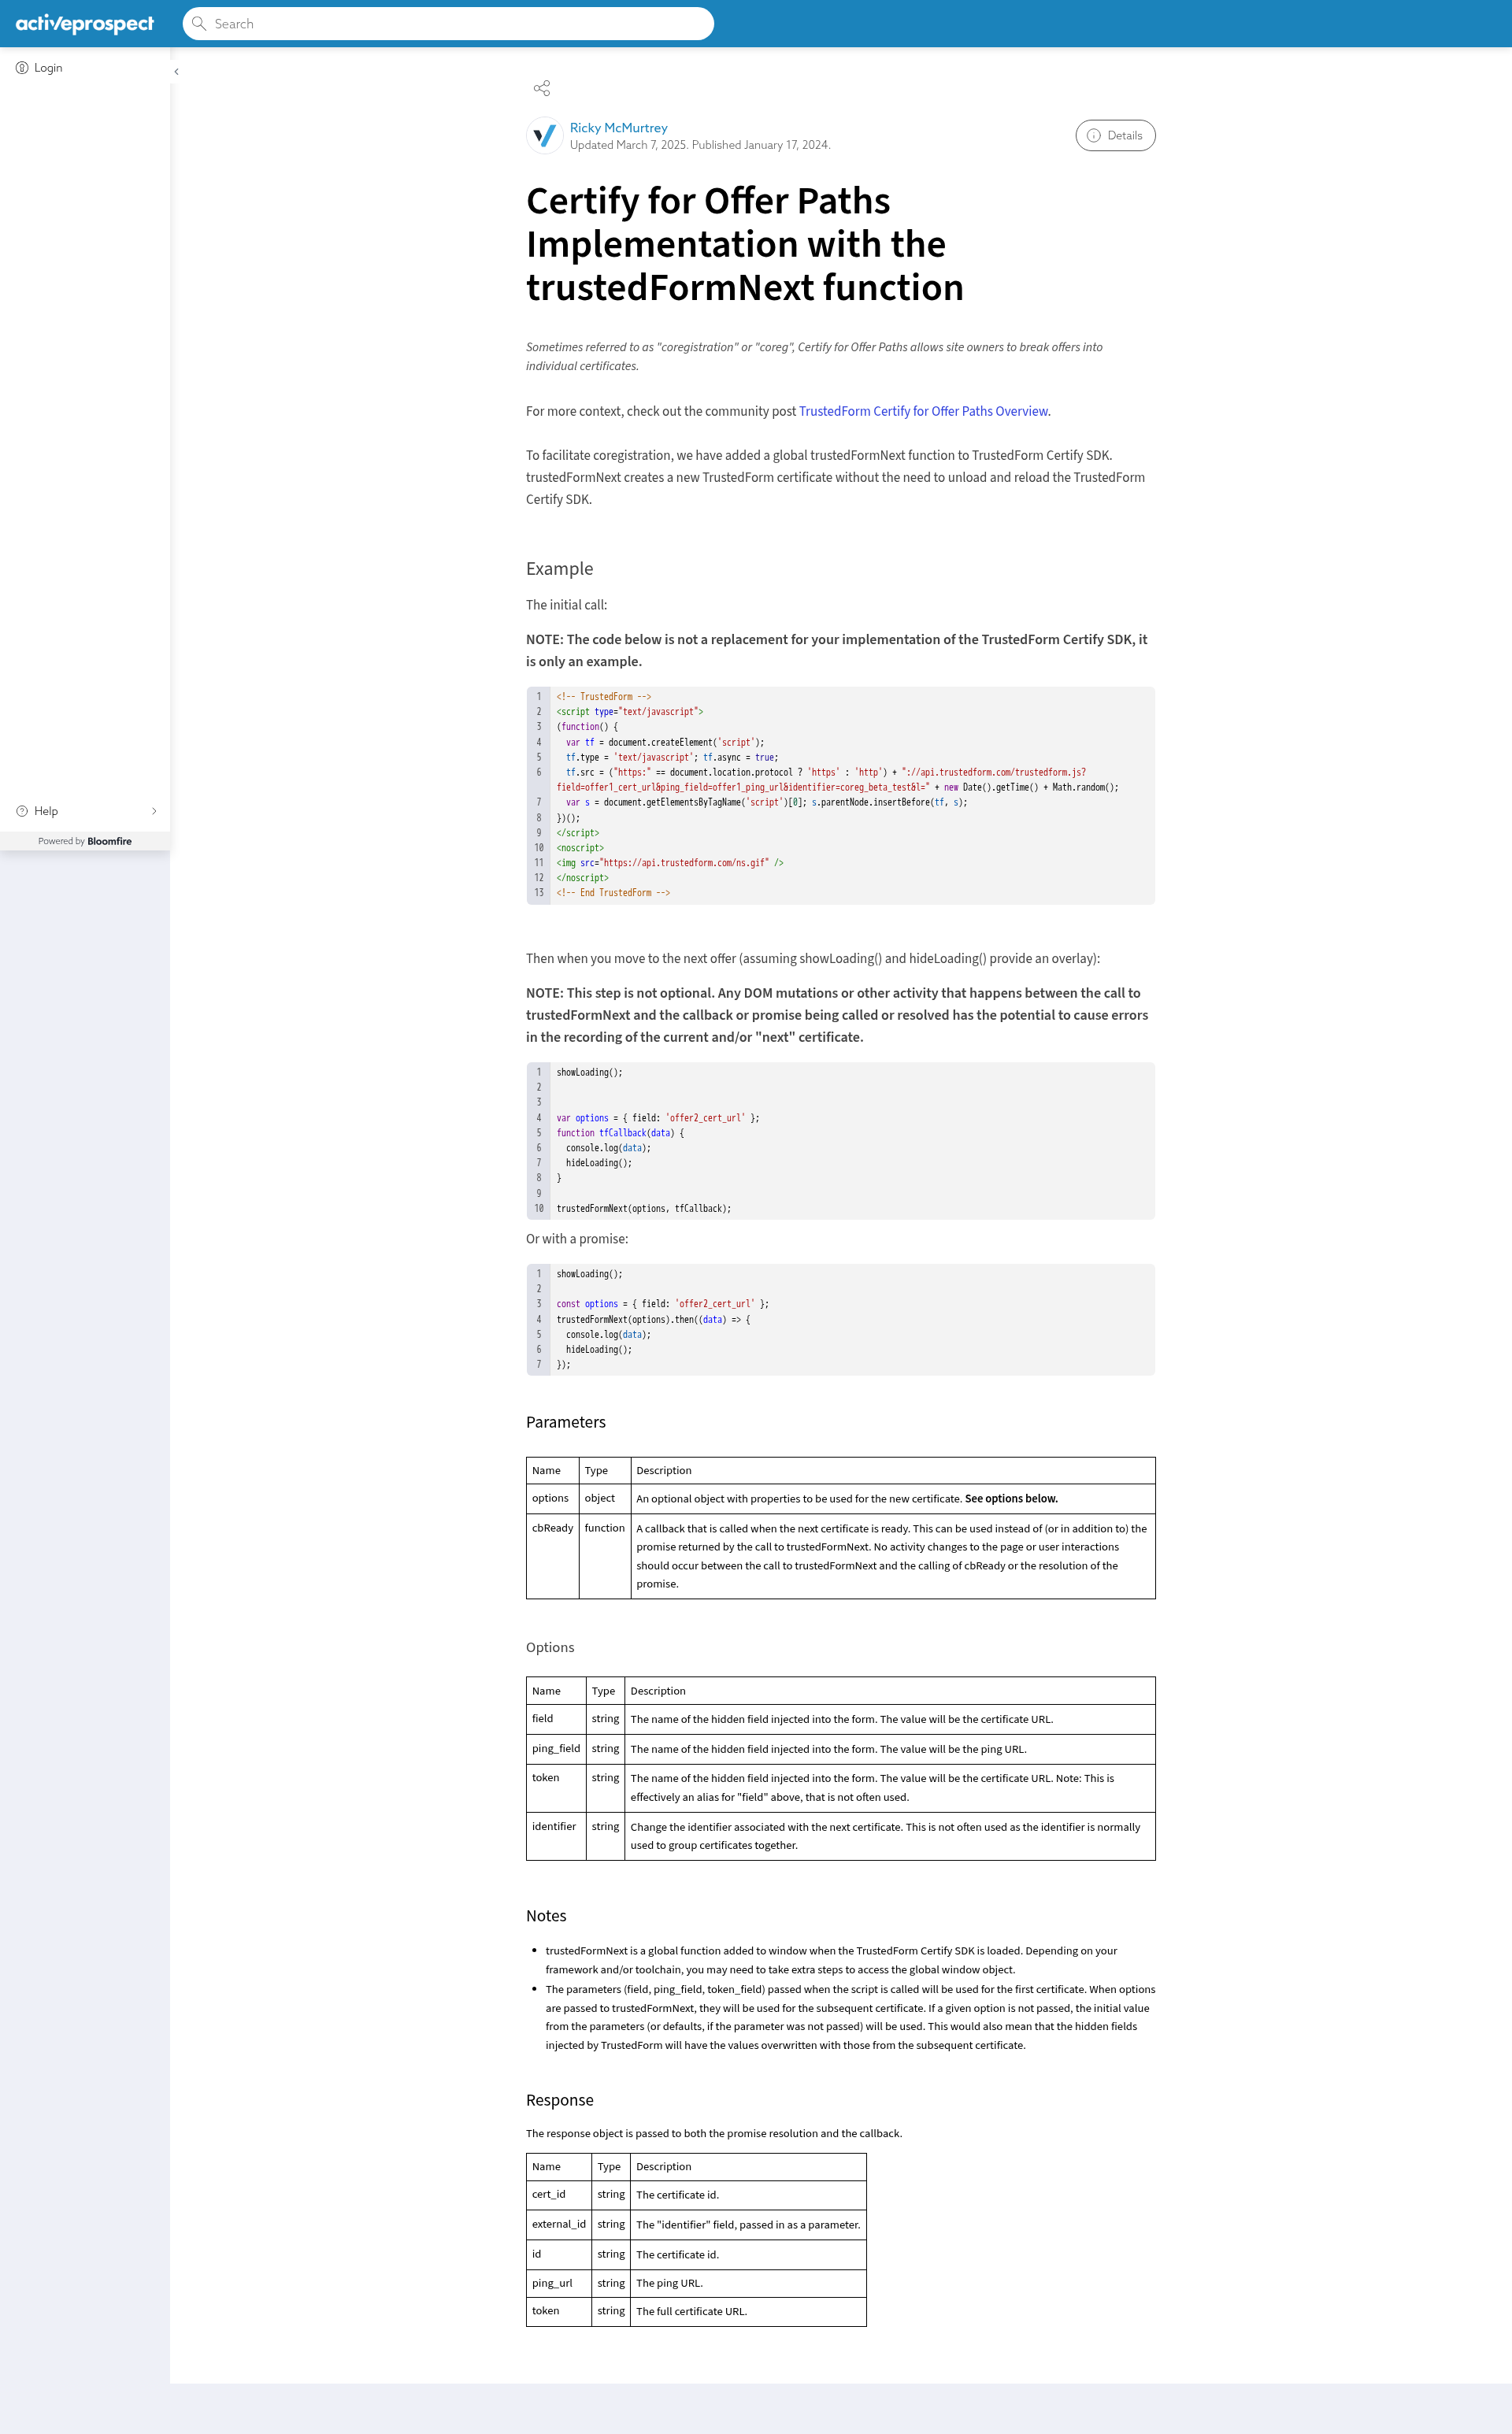 activeprospect
Search
Login
Ricky McMurtrey
Updated March 7, 2025. Published January 17, 2024.
Details
Certify for Offer Paths
Implementation with the
trustedFormNext function
Sometimes referred to as "coregistration" or "coreg", Certify for Offer Paths allows site owners to break offers into
individual certificates.
For more context, check out the community post TrustedForm Certify for Offer Paths Overview.
To facilitate coregistration, we have added a global trustedFormNext function to TrustedForm Certify SDK.
trustedFormNext creates a new TrustedForm certificate without the need to unload and reload the TrustedForm
Certify SDK.
Example
The initial call:
NOTE: The code below is not a replacement for your implementation of the TrustedForm Certify SDK, it
is only an example.
1 <!-- TrustedForm -->
2 <script type="text/javascript">
3 (function() {
4 var tf = document.createElement('script');
5 tf.type = 'text/javascript'; tf.async = true;
6 tf.src = ("https:" == document.location.protocol ? 'https' : 'http') + "://api.trustedform.com/trustedform.js?
field=offer1_cert_url&ping_field=offer1_ping_url&identifier=coreg_beta_test&l=" + new Date().getTime() + Math.random();
7 var s = document.getElementsByTagName('script')[0]; s.parentNode.insertBefore(tf, s);
8 })();
9 </script>
10 <noscript>
11 <img src="https://api.trustedform.com/ns.gif" />
12 </noscript>
13 <!-- End TrustedForm -->
Help
Powered by Bloomfire
Then when you move to the next offer (assuming showLoading() and hideLoading() provide an overlay):
NOTE: This step is not optional. Any DOM mutations or other activity that happens between the call to
trustedFormNext and the callback or promise being called or resolved has the potential to cause errors
in the recording of the current and/or "next" certificate.
1 showLoading();
2
3
4 var options = { field: 'offer2_cert_url' };
5 function tfCallback(data) {
6 console.log(data);
7 hideLoading();
8 }
9
10 trustedFormNext(options, tfCallback);
Or with a promise:
1 showLoading();
2
3 const options = { field: 'offer2_cert_url' };
4 trustedFormNext(options).then((data) => {
5 console.log(data);
6 hideLoading();
7 });
Parameters
Name Type Description
options object An optional object with properties to be used for the new certificate. See options below.
cbReady function A callback that is called when the next certificate is ready. This can be used instead of (or in addition to) the
promise returned by the call to trustedFormNext. No activity changes to the page or user interactions
should occur between the call to trustedFormNext and the calling of cbReady or the resolution of the
promise.
Options
Name Type Description
field string The name of the hidden field injected into the form. The value will be the certificate URL.
ping_field string The name of the hidden field injected into the form. The value will be the ping URL.
token string The name of the hidden field injected into the form. The value will be the certificate URL. Note: This is
effectively an alias for "field" above, that is not often used.
identifier string Change the identifier associated with the next certificate. This is not often used as the identifier is normally
used to group certificates together.
Notes
• trustedFormNext is a global function added to window when the TrustedForm Certify SDK is loaded. Depending on your
framework and/or toolchain, you may need to take extra steps to access the global window object.
• The parameters (field, ping_field, token_field) passed when the script is called will be used for the first certificate. When options
are passed to trustedFormNext, they will be used for the subsequent certificate. If a given option is not passed, the initial value
from the parameters (or defaults, if the parameter was not passed) will be used. This would also mean that the hidden fields
injected by TrustedForm will have the values overwritten with those from the subsequent certificate.
Response
The response object is passed to both the promise resolution and the callback.
Name Type Description
cert_id string The certificate id.
external_id string The "identifier" field, passed in as a parameter.
id string The certificate id.
ping_url string The ping URL.
token string The full certificate URL.